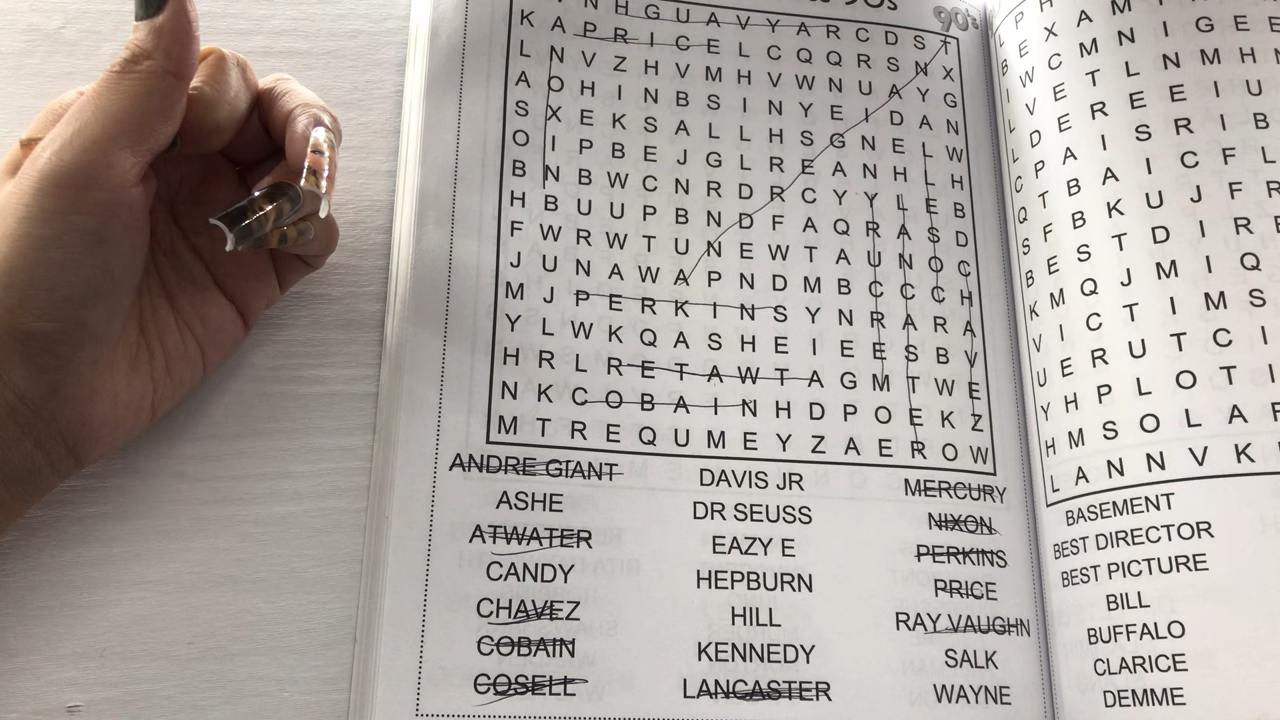 90s
90's
N H G U A V Y A R C D S T
K A P R I C E L C Q Q R S N X
L N V Z H V M H V W N U A Y G
A O H I N B S I N Y E I D A N
S X E K S A L L H S G N E L W
O I P B E J G L R E A N H L H
B N B W C N R D R C Y Y L E B
H B U U P B N D F A Q R A S D
F W R W T U N E W T A U N O C
J U N A W A P N D M B C C C H
M J P E R K I N S Y N R A R A
Y L W K Q A S H E I E E S B V
H R L R E T A W T A G M T W E
N K C O B A I N H D P O E K Z
M T R E Q U M E Y Z A E R O W
ANDRE GIANT
ASHE
ATWATER
CANDY
CHAVEZ
COBAIN
COSELL
DAVIS JR
DR SEUSS
EAZY E
HEPBURN
HILL
KENNEDY
LANCASTER
MERCURY
NIXON
PERKINS
PRICE
RAY VAUGHN
SALK
WAYNE
L P H
B E X A M
I W C M N I G E E
L V E T L N M H N
L D E R E E I U
C P A I S R I B
Q T B A I C F L
S F B K U J F R
B E S T D I R E
K M Q J M I Q
V I C T I M S
U E R U T C I
Y H P L O T I
H M S O L A F
L A N N V K
BASEMENT
BEST DIRECTOR
BEST PICTURE
BILL
BUFFALO
CLARICE
DEMME